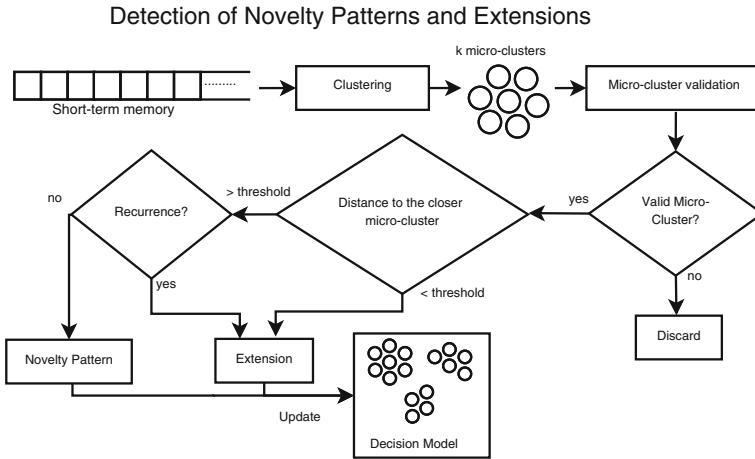 Detection of Novelty Patterns and Extensions
k micro-clusters
Clustering
Micro-cluster validation
Short-term memory
no
> threshold
yes
Recurrence?
Distance to the closer
micro-cluster
Valid Micro-
Cluster?
yes
< threshold
no
Novelty Pattern
Extension
Discard
Update
Decision Model